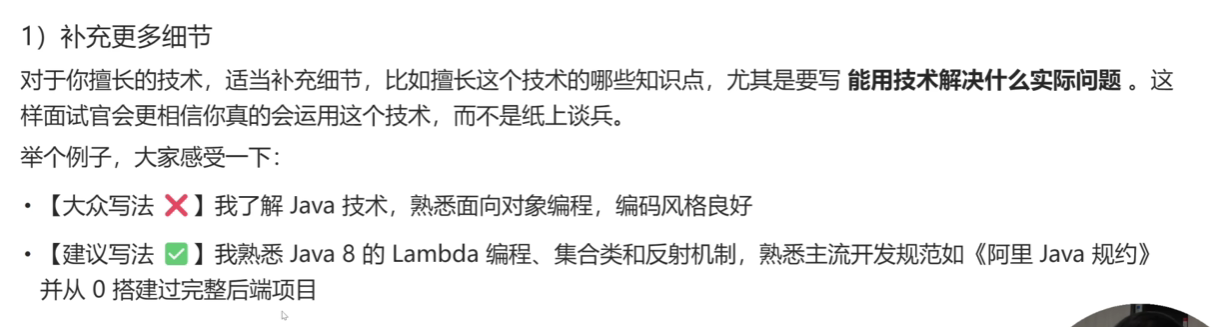 1）补充更多细节
对于你擅长的技术，适当补充细节，比如擅长这个技术的哪些知识点，尤其是要写 能用技术解决什么实际问题 。这
样面试官会更相信你真的会运用这个技术，而不是纸上谈兵。
举个例子，大家感受一下：
• 【大众写法 ❌】我了解 Java 技术，熟悉面向对象编程，编码风格良好
• 【建议写法 ✅】我熟悉 Java 8 的 Lambda 编程、集合类和反射机制，熟悉主流开发规范如《阿里 Java 规约》
并从 0 搭建过完整后端项目